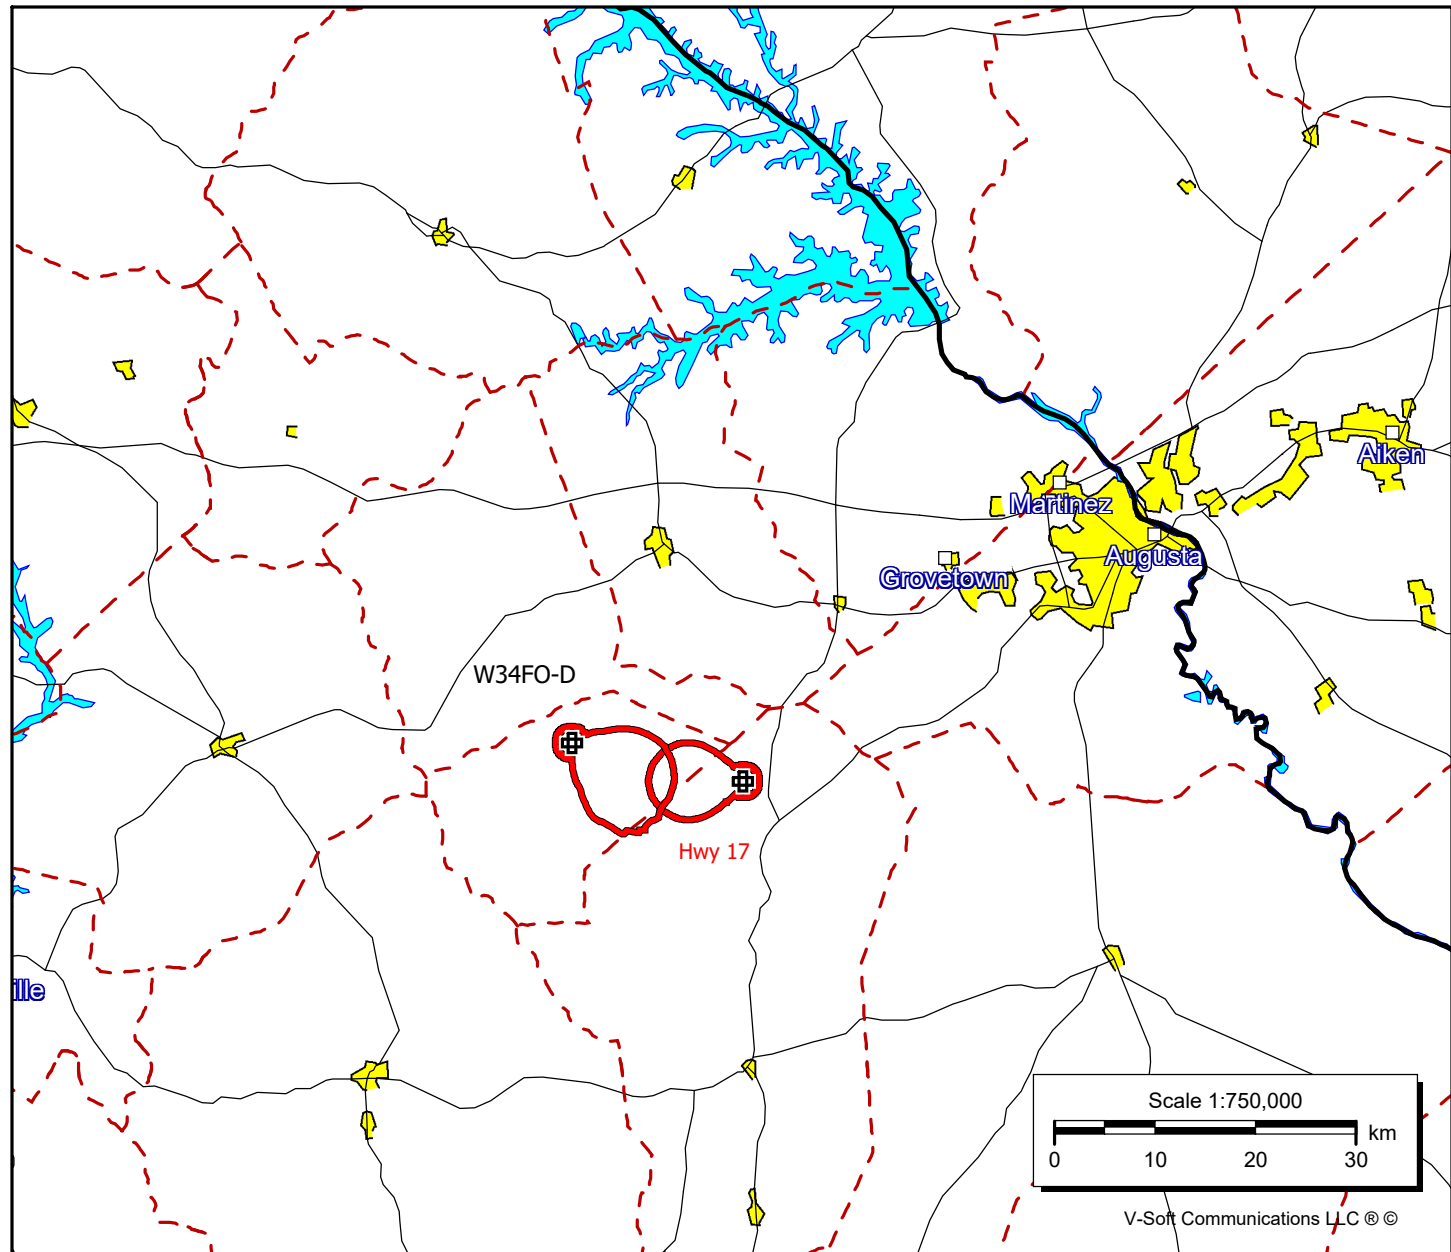 Aiken
Martinez
Augusta
Grovetown
W34FO-D
Hwy 17
ille
Scale 1:750,000
km
0 10 20 30
V-Soft Communications LLC ® ©